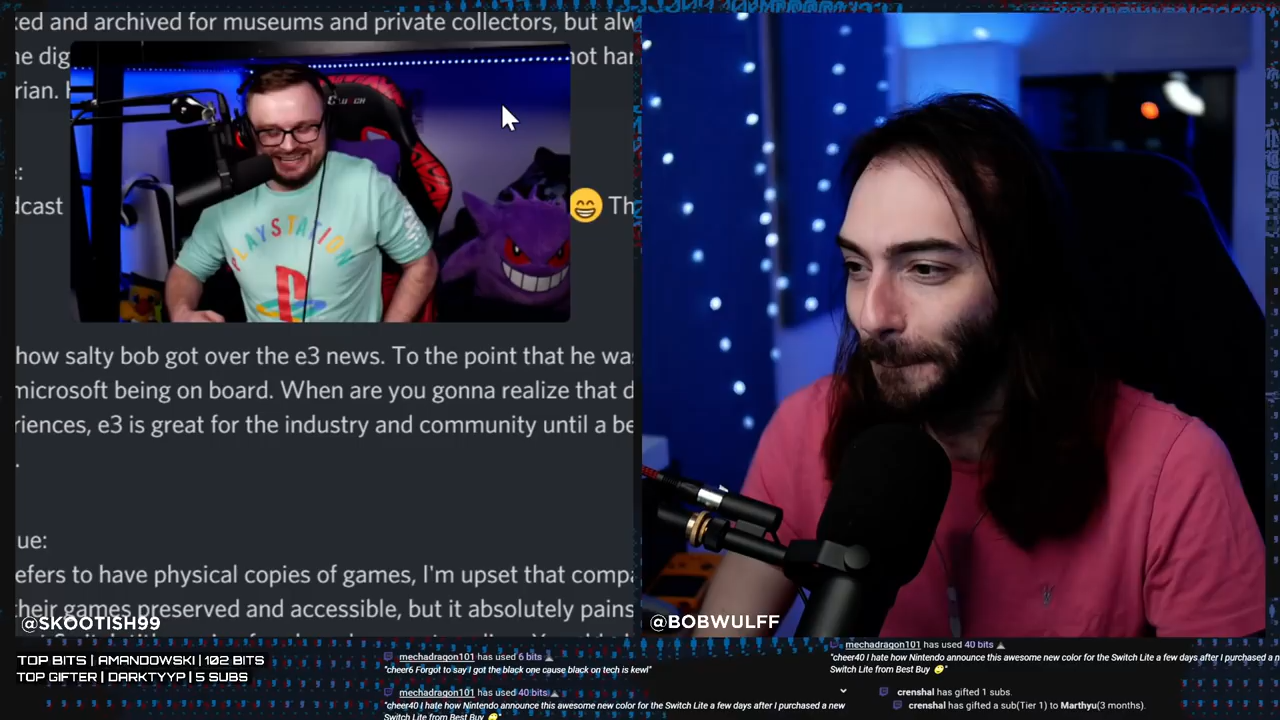 ed and archived for museums and private collectors, but alw
ne dig
not har
rian. H
CLUTCH
PLAYSTATION
dcast
😁 Th
how salty bob got over the e3 news. To the point that he was
microsoft being on board. When are you gonna realize that d
riences, e3 is great for the industry and community until a be
.
ue:
efers to have physical copies of games, I'm upset that compa
heir games preserved and accessible, but it absolutely pains
@SKOOTISH99
@BOBWULFF
TOP BITS | AMANDOWSKI | 102 BITS
TOP GIFTER | DARKTYYP | 5 SUBS
mechadragon101 has used 6 bits
"cheer6 Forgot to say I got the black one cause black on tech is kewl"
mechadragon101 has used 40 bits
"cheer40 I hate how Nintendo announce this awesome new color for the Switch Lite a few days after I purchased a new
Switch Lite from Best Buy 😢"
mechadragon101 has used 40 bits
"cheer40 I hate how Nintendo announce this awesome new color for the Switch Lite a few days after I purchased a n
Switch Lite from Best Buy 😢"
crenshal has gifted 1 subs.
crenshal has gifted a sub(Tier 1) to Marthyu(3 months).